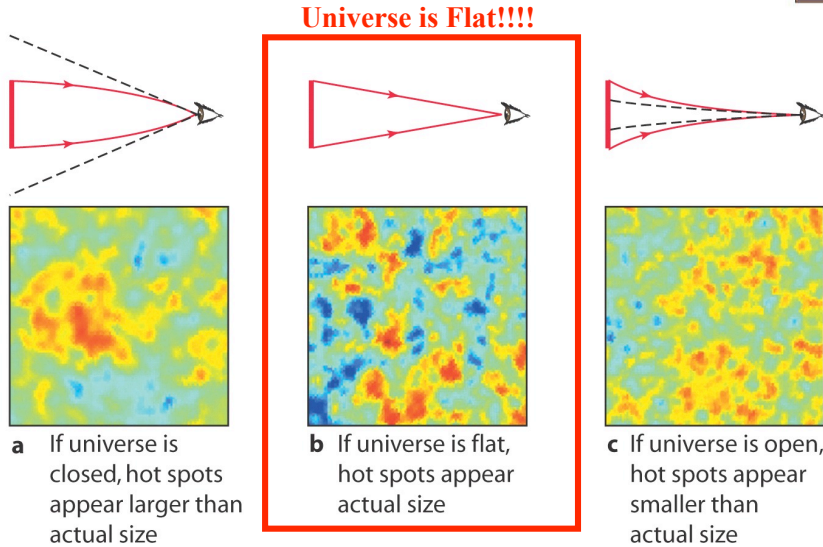 Universe is Flat!!!!
a If universe is
closed, hot spots
appear larger than
actual size
b If universe is flat,
hot spots appear
actual size
c If universe is open,
hot spots appear
smaller than
actual size